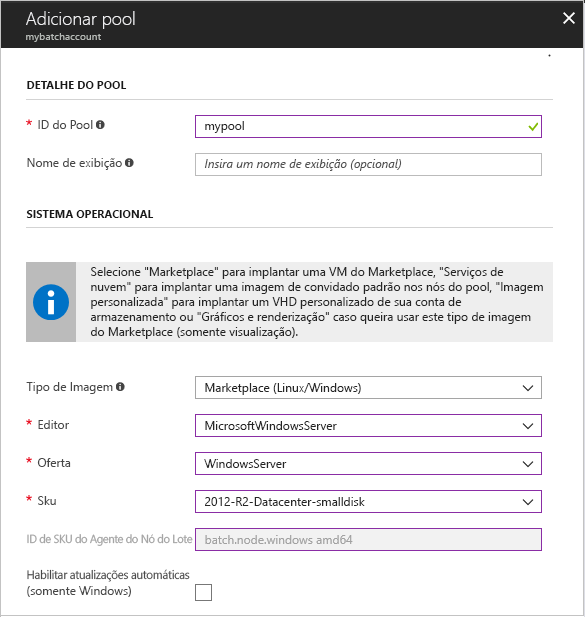 Adicionar pool
mybatchaccount
DETALHE DO POOL
* ID do Pool
mypool
Nome de exibição
Insira um nome de exibição (opcional)
SISTEMA OPERACIONAL
Selecione "Marketplace" para implantar uma VM do Marketplace, "Serviços de
nuvem" para implantar uma imagem de convidado padrão nos nós do pool, "Imagem
personalizada" para implantar um VHD personalizado de sua conta de
armazenamento ou "Gráficos e renderização" caso queira usar este tipo de imagem
do Marketplace (somente visualização).
Tipo de Imagem
Marketplace (Linux/Windows)
* Editor
MicrosoftWindowsServer
* Oferta
WindowsServer
* Sku
2012-R2-Datacenter-smalldisk
ID de SKU do Agente do Nó do Lote
batch.node.windows amd64
Habilitar atualizações automáticas
(somente Windows)